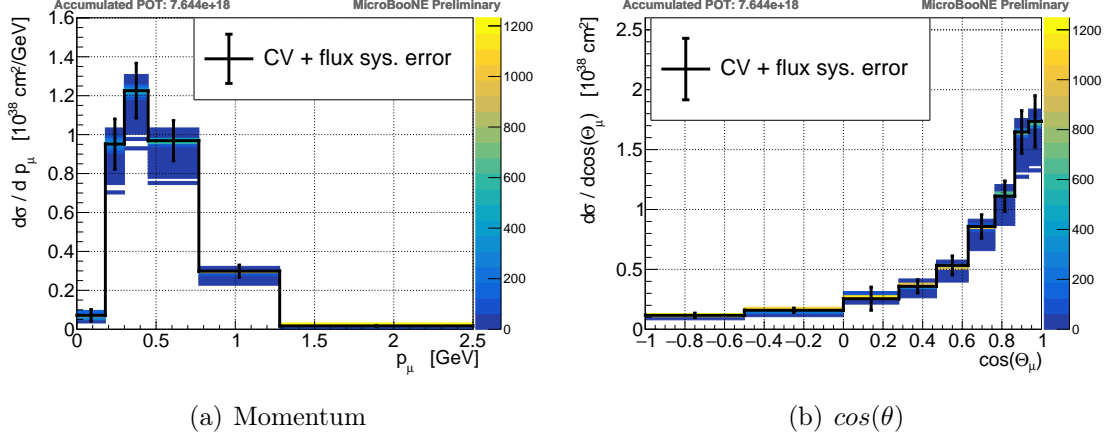 Accumulated POT: 7.644e+18 MicroBooNE Preliminary
CV + flux sys. error
dσ / d p_μ [10^38 cm^2/GeV]
1.6
1.4
1.2
1
0.8
0.6
0.4
0.2
0
0 0.5 1 1.5 2 2.5
p_μ [GeV]
1200
1000
800
600
400
200
0
(a) Momentum
Accumulated POT: 7.644e+18 MicroBooNE Preliminary
CV + flux sys. error
dσ / dcos(Θ_μ) [10^38 cm^2]
2.5
2
1.5
1
0.5
0
−1 −0.8 −0.6 −0.4 −0.2 0 0.2 0.4 0.6 0.8 1
cos(Θ_μ)
1200
1000
800
600
400
200
0
(b) cos(θ)